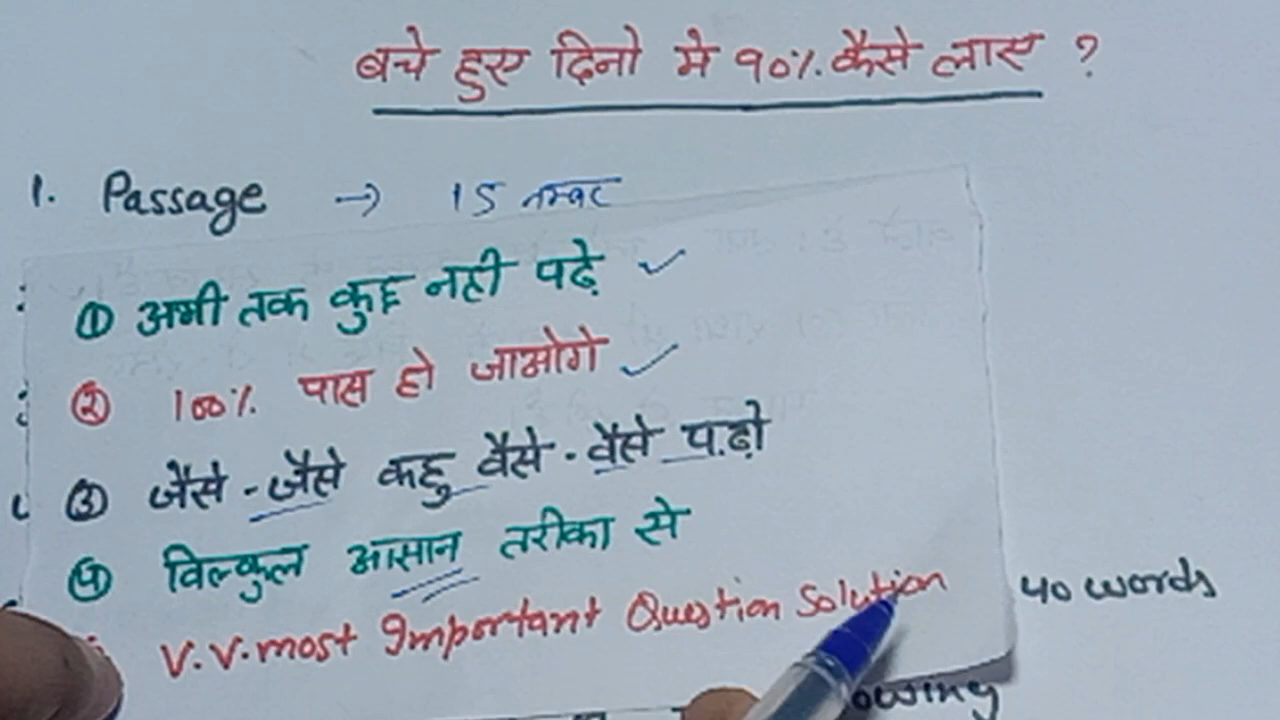 बचे हुए दिनो मे 90% कैसे लाए ?
1. Passage → 15 नम्बर
① अभी तक कुछ नही पढ़े ✓
② 100% पास हो जाओगे ✓
③ जैसे-जैसे कहु वैसे-वैसे पढ़ो
④ विल्कुल आसान तरीका से
V.V.most Important Question Solution
40 words
owing